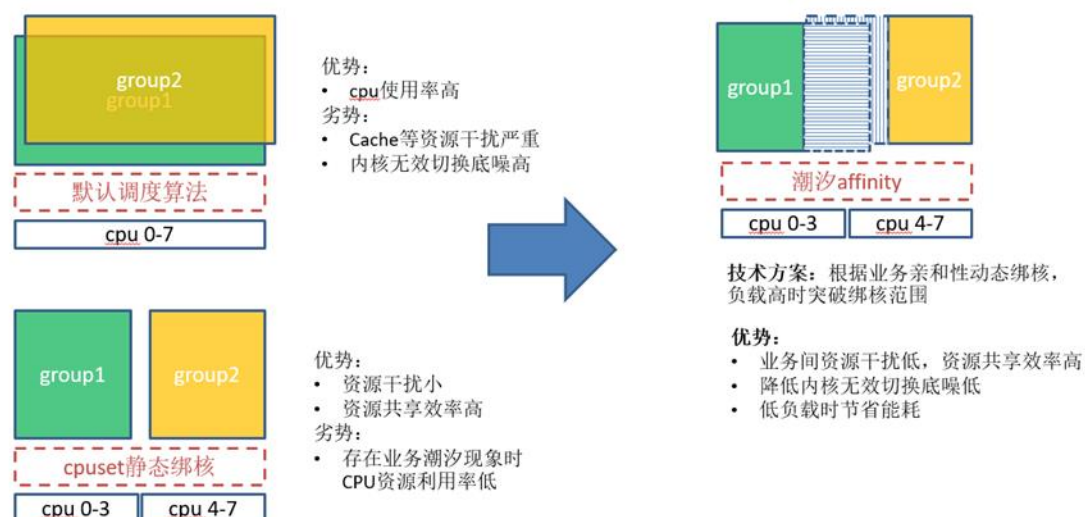 group2
group1
默认调度算法
cpu 0-7
优势：
• cpu使用率高
劣势：
• Cache等资源干扰严重
• 内核无效切换底噪高
group1
group2
cpuset静态绑核
cpu 0-3
cpu 4-7
优势：
• 资源干扰小
• 资源共享效率高
劣势：
• 存在业务潮汐现象时
CPU资源利用率低
group1
group2
潮汐affinity
cpu 0-3
cpu 4-7
技术方案：根据业务亲和性动态绑核，
负载高时突破绑核范围
优势：
• 业务间资源干扰低，资源共享效率高
• 降低内核无效切换底噪低
• 低负载时节省能耗